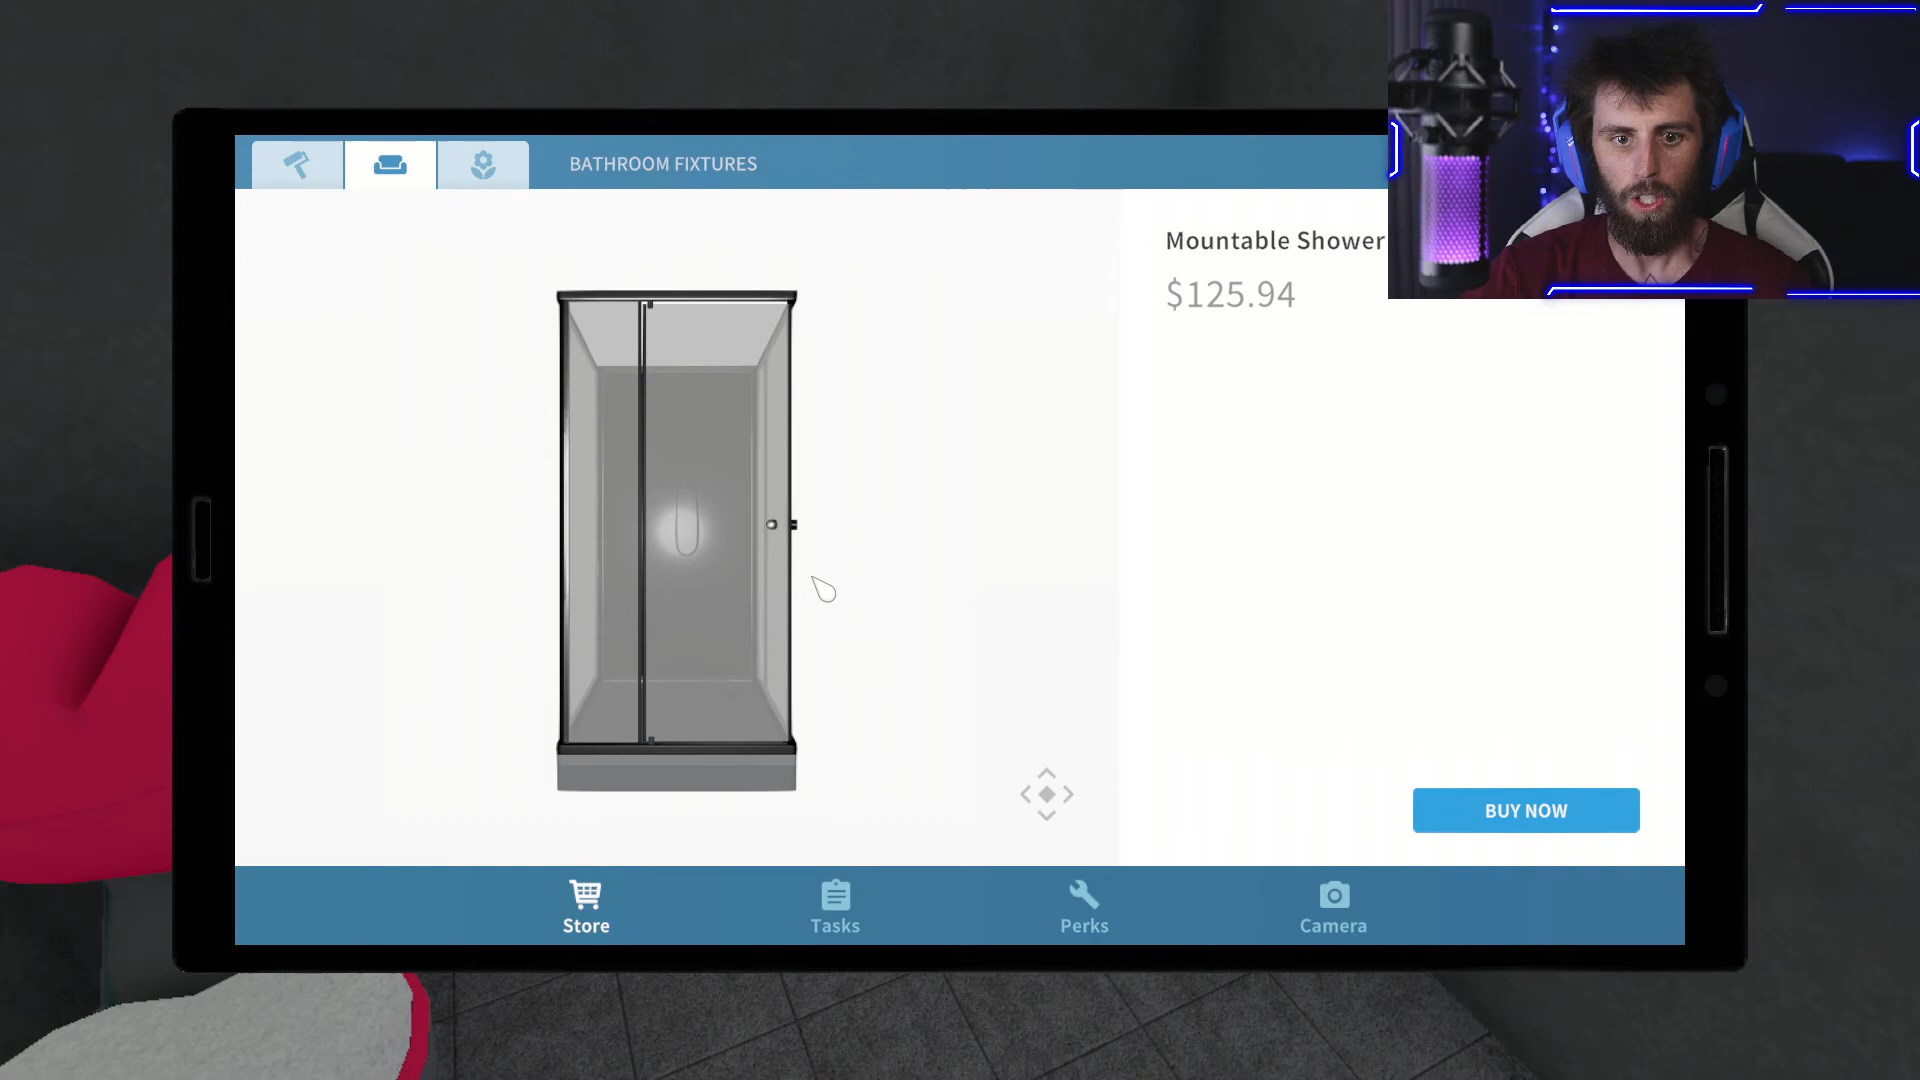 BATHROOM FIXTURES
Mountable Shower
$125.94
BUY NOW
Store
Tasks
Perks
Camera